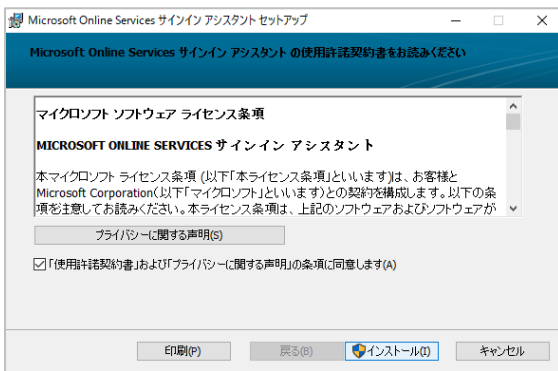 Microsoft Online Services サインイン アシスタント セットアップ
Microsoft Online Services サインイン アシスタント の使用許諾契約書をお読みください
マイクロソフト ソフトウェア ライセンス条項
MICROSOFT ONLINE SERVICES サインイン アシスタント
本マイクロソフト ライセンス条項 (以下「本ライセンス条項」といいます)は、お客様と
Microsoft Corporation(以下「マイクロソフト」といいます)との契約を構成します。以下の条
項を注意してお読みください。本ライセンス条項は、上記のソフトウェアおよびソフトウェアが
プライバシーに関する声明(S)
「使用許諾契約書」および「プライバシーに関する声明」の条項に同意します(A)
印刷(P)
戻る(B)
インストール(I)
キャンセル